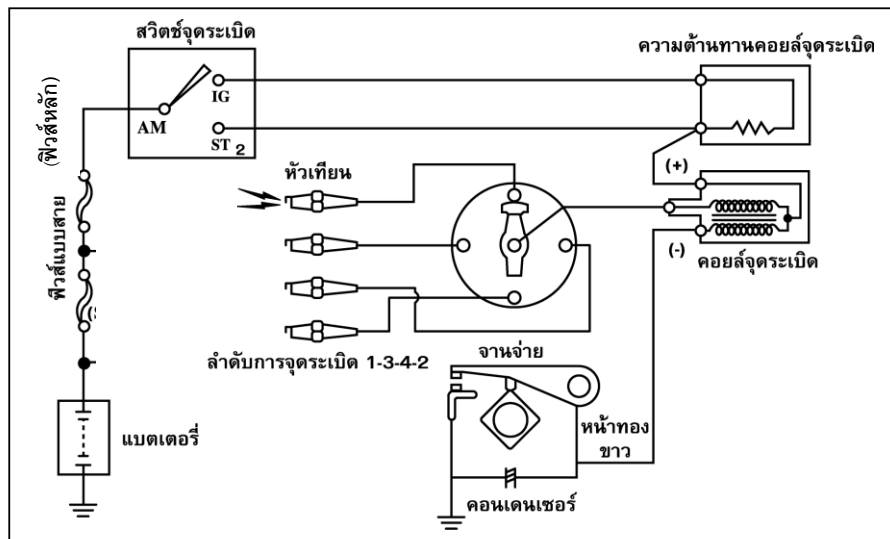 สวิตช์จุดระเบิด
ความต้านทานคอยล์จุดระเบิด
IG
AM
ST 2
(ฟิวส์หลัก)
ฟิวส์แบบสาย
หัวเทียน
(+)
(-)
คอยล์จุดระเบิด
ลำดับการจุดระเบิด 1-3-4-2
จานจ่าย
แบตเตอรี่
หน้าทอง
ขาว
คอนเดนเซอร์